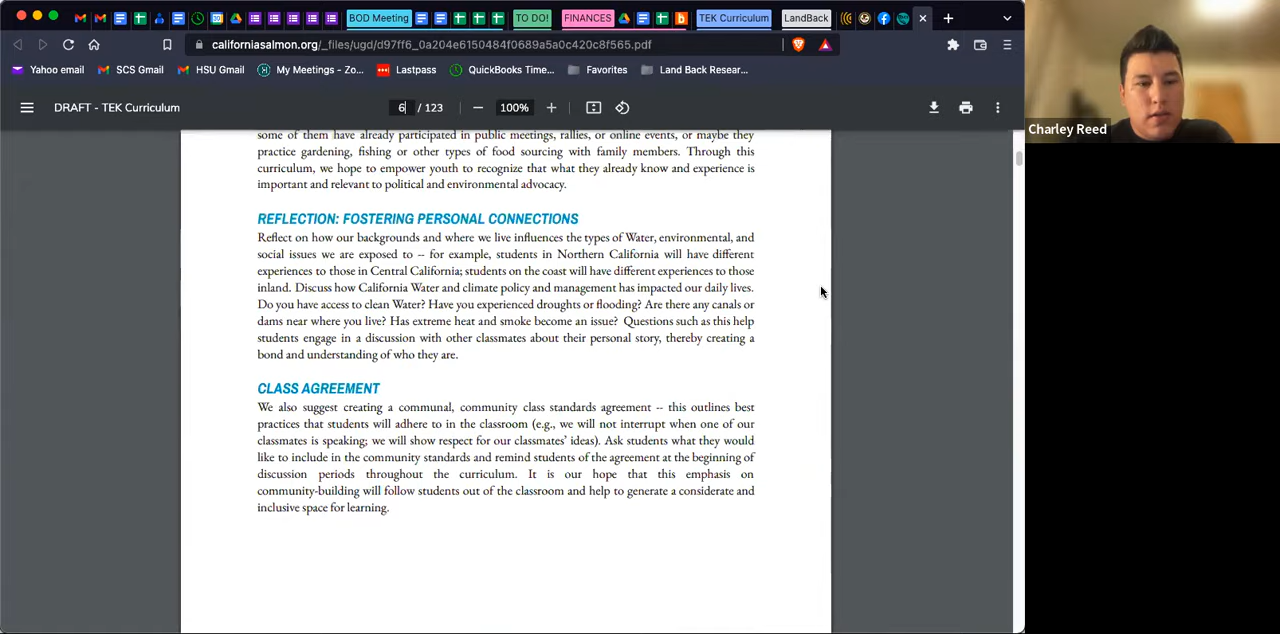 BOD Meeting TO DO! FINANCES TEK Curriculum LandBack
californiasalmon.org/_files/ugd/d97ff6_0a204e6150484f0689a5a0c420c8f565.pdf
Yahoo email SCS Gmail HSU Gmail My Meetings - Zo... Lastpass QuickBooks Time... Favorites Land Back Resear...
DRAFT - TEK Curriculum 6 / 123 100%
some of them have already participated in public meetings, rallies, or online events, or maybe they
practice gardening, fishing or other types of food sourcing with family members. Through this
curriculum, we hope to empower youth to recognize that what they already know and experience is
important and relevant to political and environmental advocacy.
REFLECTION: FOSTERING PERSONAL CONNECTIONS
Reflect on how our backgrounds and where we live influences the types of Water, environmental, and
social issues we are exposed to -- for example, students in Northern California will have different
experiences to those in Central California; students on the coast will have different experiences to those
inland. Discuss how California Water and climate policy and management has impacted our daily lives.
Do you have access to clean Water? Have you experienced droughts or flooding? Are there any canals or
dams near where you live? Has extreme heat and smoke become an issue? Questions such as this help
students engage in a discussion with other classmates about their personal story, thereby creating a
bond and understanding of who they are.
CLASS AGREEMENT
We also suggest creating a communal, community class standards agreement -- this outlines best
practices that students will adhere to in the classroom (e.g., we will not interrupt when one of our
classmates is speaking; we will show respect for our classmates' ideas). Ask students what they would
like to include in the community standards and remind students of the agreement at the beginning of
discussion periods throughout the curriculum. It is our hope that this emphasis on
community-building will follow students out of the classroom and help to generate a considerate and
inclusive space for learning.
Charley Reed